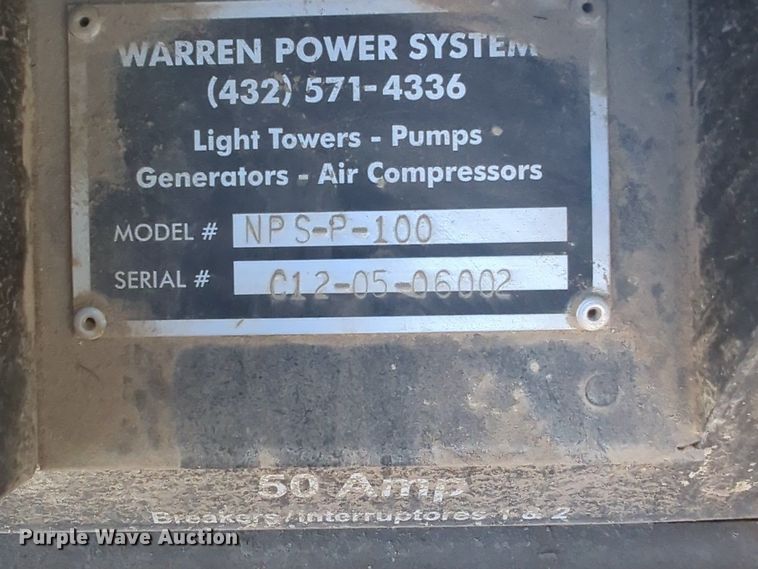 WARREN POWER SYSTEM
(432) 571-4336
Light Towers - Pumps
Generators - Air Compressors
MODEL # NPS-P-100
SERIAL # C12-05-06002
50 Amp
Breakers/Interruptores 1 & 2
Purple Wave Auction